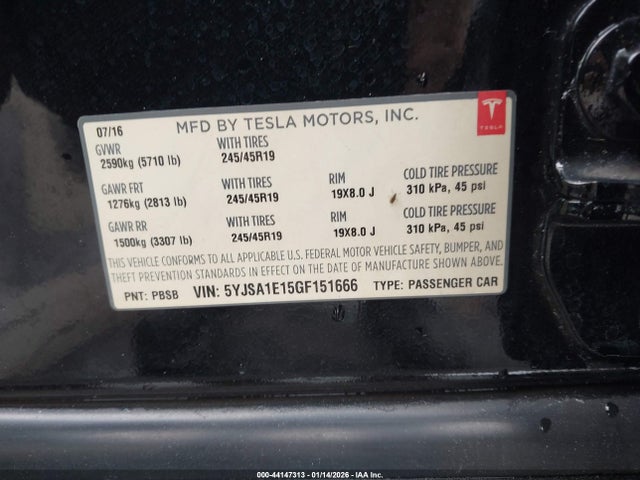 07/16 MFD BY TESLA MOTORS, INC. TESLA
GVWR WITH TIRES
2590kg (5710 lb) 245/45R19
GAWR FRT WITH TIRES RIM COLD TIRE PRESSURE
1276kg (2813 lb) 245/45R19 19X8.0 J 310 kPa, 45 psi
GAWR RR WITH TIRES RIM COLD TIRE PRESSURE
1500kg (3307 lb) 245/45R19 19X8.0 J 310 kPa, 45 psi
THIS VEHICLE CONFORMS TO ALL APPLICABLE U.S. FEDERAL MOTOR VEHICLE SAFETY, BUMPER, AND
THEFT PREVENTION STANDARDS IN EFFECT ON THE DATE OF MANUFACTURE SHOWN ABOVE.
PNT: PBSB VIN: 5YJSA1E15GF151666 TYPE: PASSENGER CAR
000-44147313 - 01/14/2026 - IAA Inc.